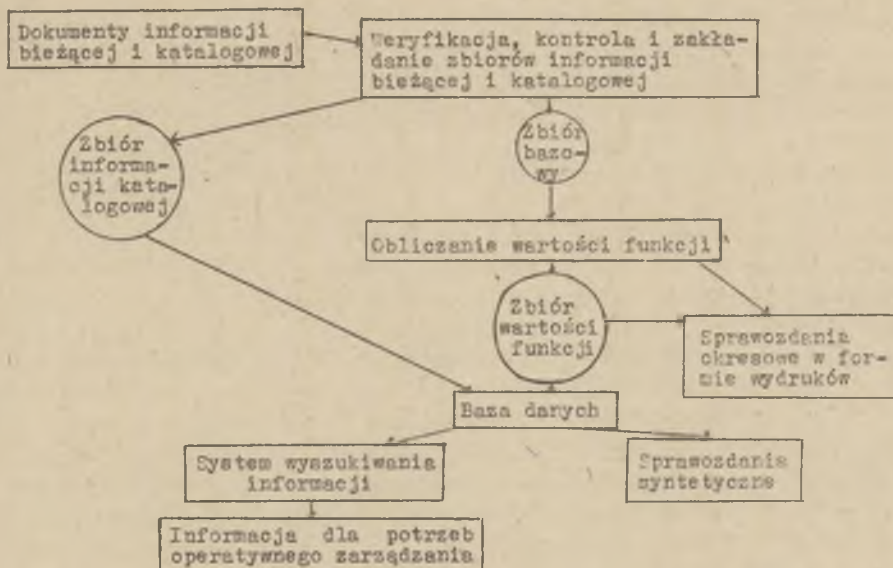 Dokumenty informacji
bieżącej i katalogowej
Weryfikacja, kontrola i zakła-
danie zbiorów informacji
bieżącej i katalogowej
Zbiór
informa-
cji kata-
logowej
Zbiór
bazo-
wy
Obliczanie wartości funkcji
Zbiór
wartości
funkcji
Sprawozdania
okresowe w for-
mie wydruków
Baza danych
System wyszukiwania
informacji
Sprawozdania
syntetyczne
Informacja dla potrzeb
operatywnego zarządzania